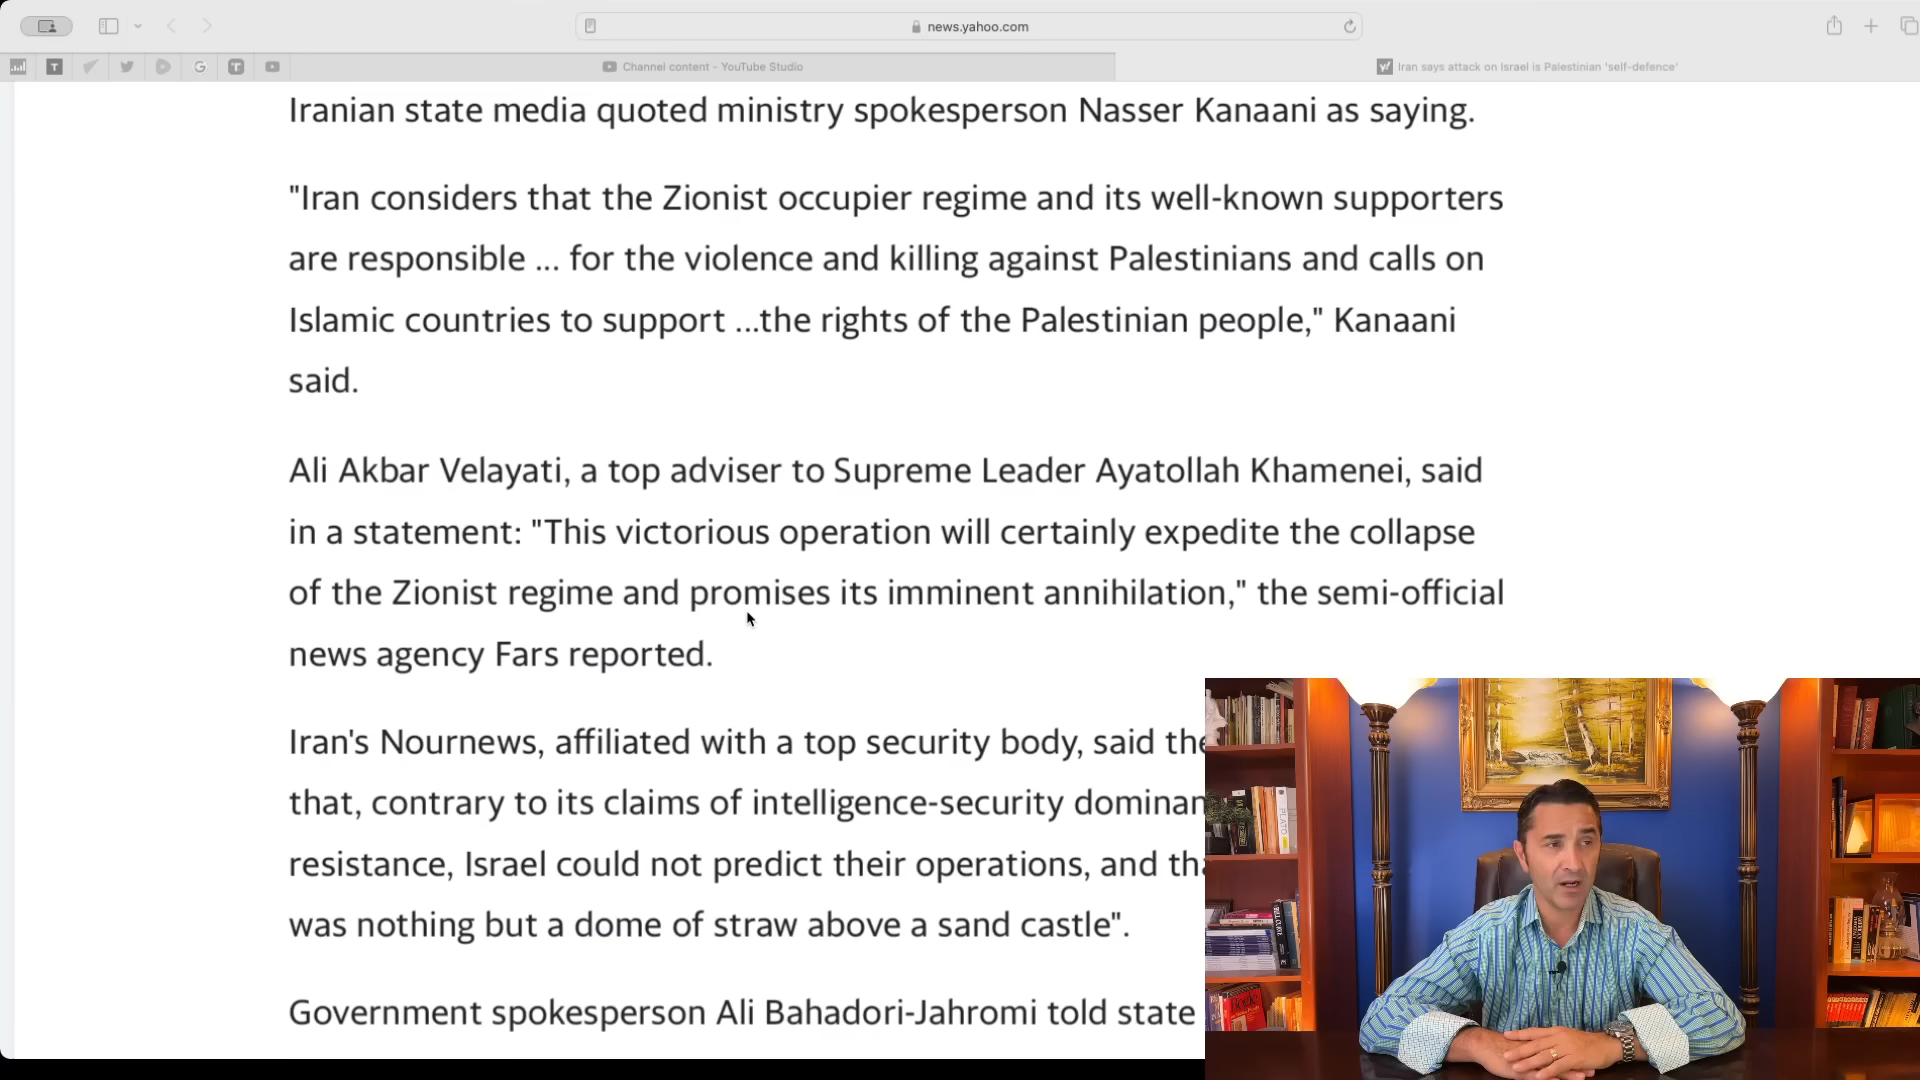 news.yahoo.com
Channel content - YouTube Studio
Iran says attack on Israel is Palestinian 'self-defence'
Iranian state media quoted ministry spokesperson Nasser Kanaani as saying.
"Iran considers that the Zionist occupier regime and its well-known supporters
are responsible ... for the violence and killing against Palestinians and calls on
Islamic countries to support ...the rights of the Palestinian people," Kanaani
said.
Ali Akbar Velayati, a top adviser to Supreme Leader Ayatollah Khamenei, said
in a statement: "This victorious operation will certainly expedite the collapse
of the Zionist regime and promises its imminent annihilation," the semi-official
news agency Fars reported.
Iran's Nournews, affiliated with a top security body, said the
that, contrary to its claims of intelligence-security dominan
resistance, Israel could not predict their operations, and tha
was nothing but a dome of straw above a sand castle".
Government spokesperson Ali Bahadori-Jahromi told state
PLATO